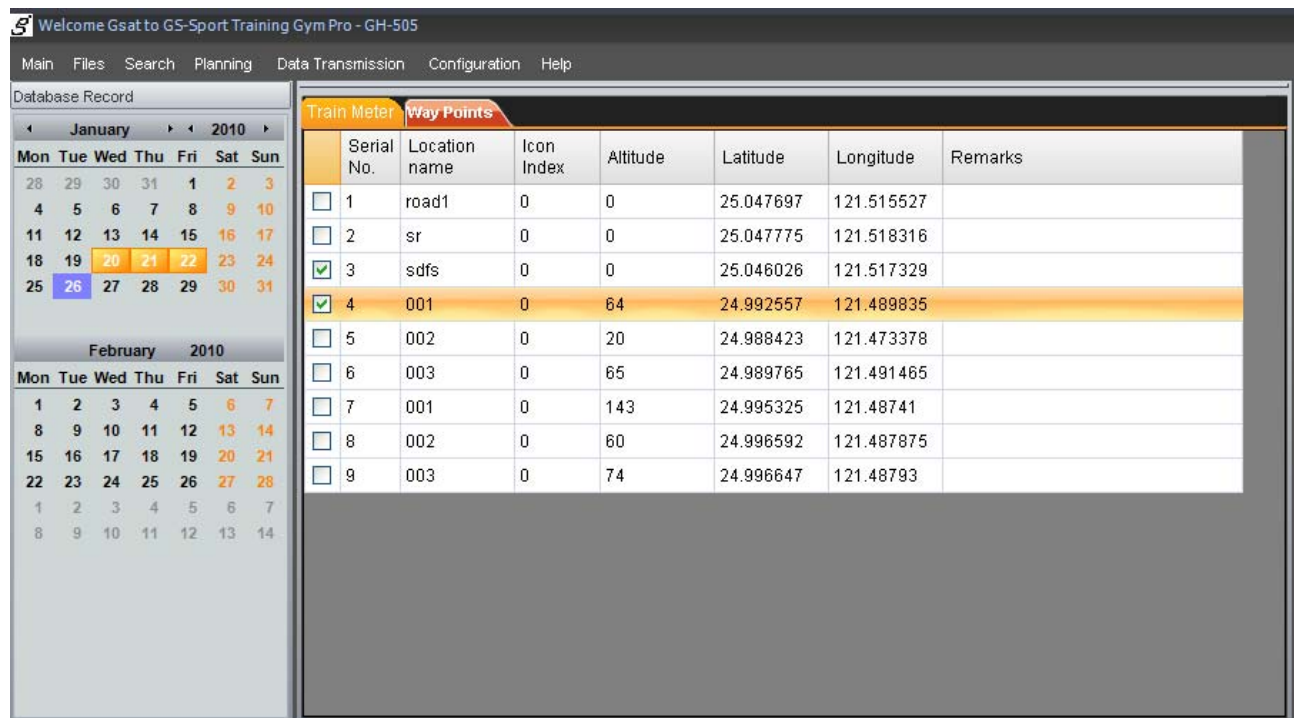 Welcome Gsat to GS-Sport Training Gym Pro - GH-505
Main Files Search Planning Data Transmission Configuration Help
Database Record
January 2010
Mon Tue Wed Thu Fri Sat Sun
28 29 30 31 1 2 3
4 5 6 7 8 9 10
11 12 13 14 15 16 17
18 19 20 21 22 23 24
25 26 27 28 29 30 31
February 2010
Mon Tue Wed Thu Fri Sat Sun
1 2 3 4 5 6 7
8 9 10 11 12 13 14
15 16 17 18 19 20 21
22 23 24 25 26 27 28
1 2 3 4 5 6 7
8 9 10 11 12 13 14
Train Meter Way Points
Serial No. Location name Icon Index Altitude Latitude Longitude Remarks
1 road1 0 0 25.047697 121.515527
2 sr 0 0 25.047775 121.518316
3 sdfs 0 0 25.046026 121.517329
4 001 0 64 24.992557 121.489835
5 002 0 20 24.988423 121.473378
6 003 0 65 24.989765 121.491465
7 001 0 143 24.995325 121.48741
8 002 0 60 24.996592 121.487875
9 003 0 74 24.996647 121.48793